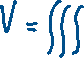 V = ∭